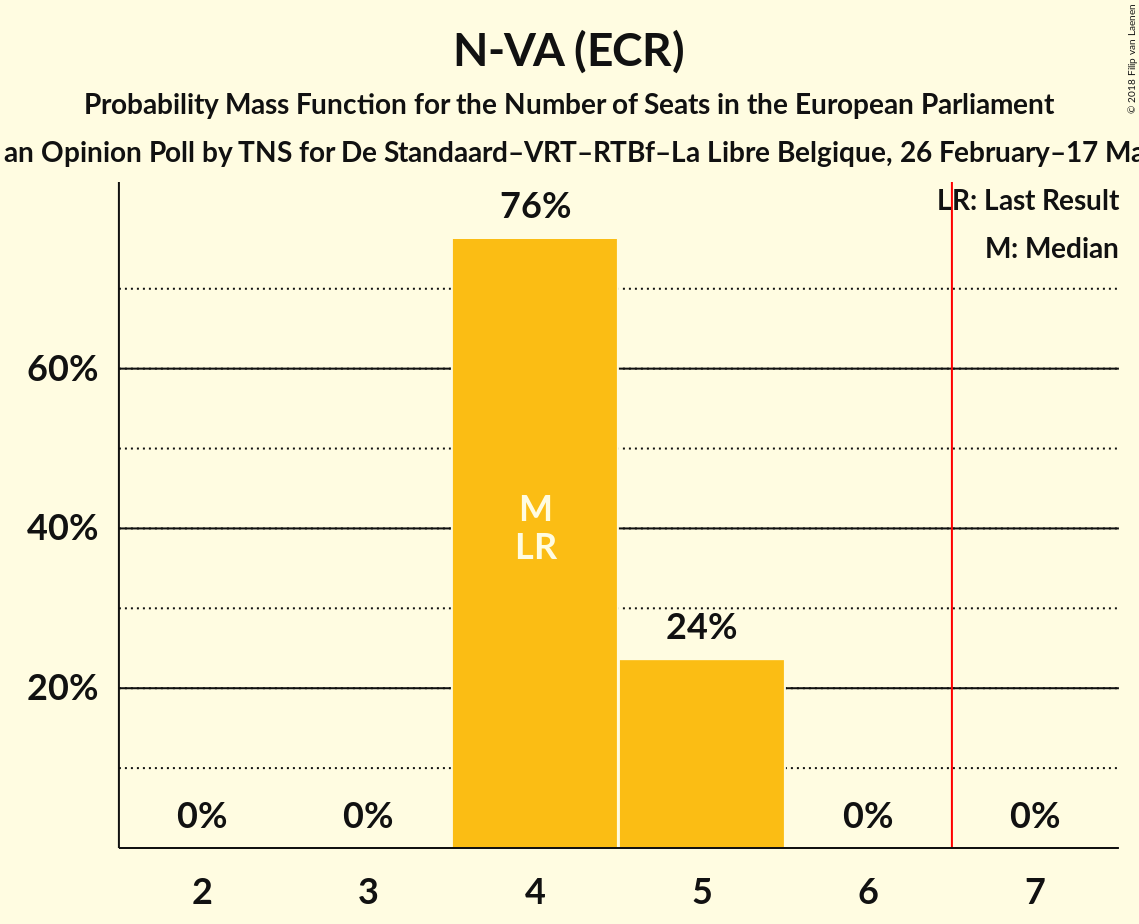 N-VA (ECR)
Probability Mass Function for the Number of Seats in the European Parliament
an Opinion Poll by TNS for De Standaard–VRT–RTBf–La Libre Belgique, 26 February–17 Ma
© 2018 Filip van Laenen
LR: Last Result
M: Median
76%
60%
M
40%
LR
24%
20%
0% 0% 0% 0%
2 3 4 5 6 7